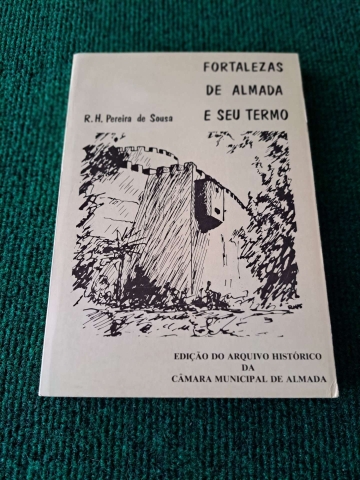 FORTALEZAS
DE ALMADA
E SEU TERMO
R. H. Pereira de Sousa
EDIÇÃO DO ARQUIVO HISTÓRICO
DA
CÂMARA MUNICIPAL DE ALMADA